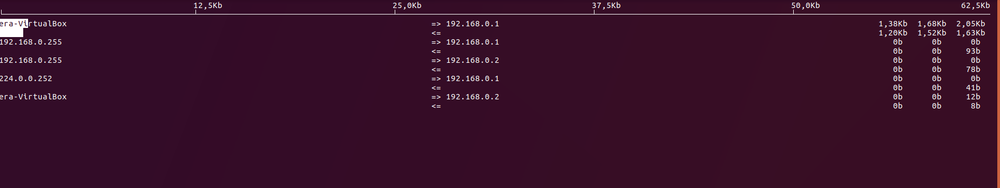 12,5Kb 25,0Kb 37,5Kb 50,0Kb 62,5Kb
era-VirtualBox => 192.168.0.1 1,38Kb 1,68Kb 2,05Kb
<= 1,20Kb 1,52Kb 1,63Kb
192.168.0.255 => 192.168.0.1 0b 0b 0b
<= 0b 0b 93b
192.168.0.255 => 192.168.0.2 0b 0b 0b
<= 0b 0b 78b
224.0.0.252 => 192.168.0.1 0b 0b 0b
<= 0b 0b 41b
era-VirtualBox => 192.168.0.2 0b 0b 12b
<= 0b 0b 8b